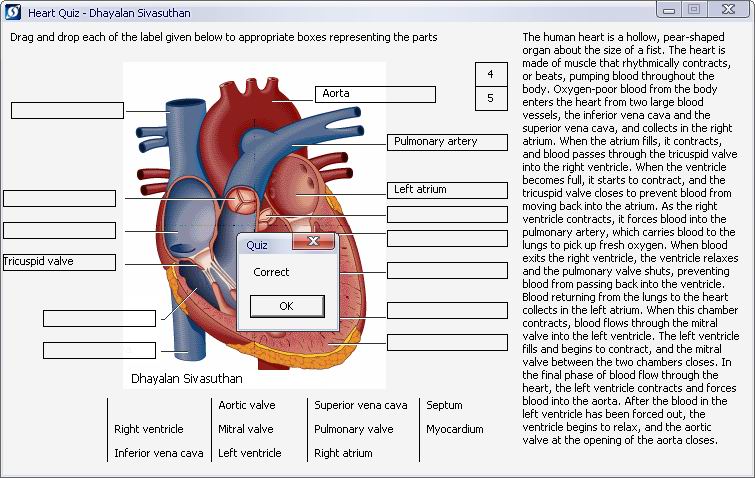 Heart Quiz - Dhayalan Sivasuthan
Drag and drop each of the label given below to appropriate boxes representing the parts
4
5
Aorta
Pulmonary artery
Left atrium
Tricuspid valve
Quiz
Correct
OK
Dhayalan Sivasuthan
Aortic valve
Superior vena cava
Septum
Right ventricle
Mitral valve
Pulmonary valve
Myocardium
Inferior vena cava
Left ventricle
Right atrium
The human heart is a hollow, pear-shaped
organ about the size of a fist. The heart is
made of muscle that rhythmically contracts,
or beats, pumping blood throughout the
body. Oxygen-poor blood from the body
enters the heart from two large blood
vessels, the inferior vena cava and the
superior vena cava, and collects in the right
atrium. When the atrium fills, it contracts,
and blood passes through the tricuspid valve
into the right ventricle. When the ventricle
becomes full, it starts to contract, and the
tricuspid valve closes to prevent blood from
moving back into the atrium. As the right
ventricle contracts, it forces blood into the
pulmonary artery, which carries blood to the
lungs to pick up fresh oxygen. When blood
exits the right ventricle, the ventricle relaxes
and the pulmonary valve shuts, preventing
blood from passing back into the ventricle.
Blood returning from the lungs to the heart
collects in the left atrium. When this chamber
contracts, blood flows through the mitral
valve into the left ventricle. The left ventricle
fills and begins to contract, and the mitral
valve between the two chambers closes. In
the final phase of blood flow through the
heart, the left ventricle contracts and forces
blood into the aorta. After the blood in the
left ventricle has been forced out, the
ventricle begins to relax, and the aortic
valve at the opening of the aorta closes.